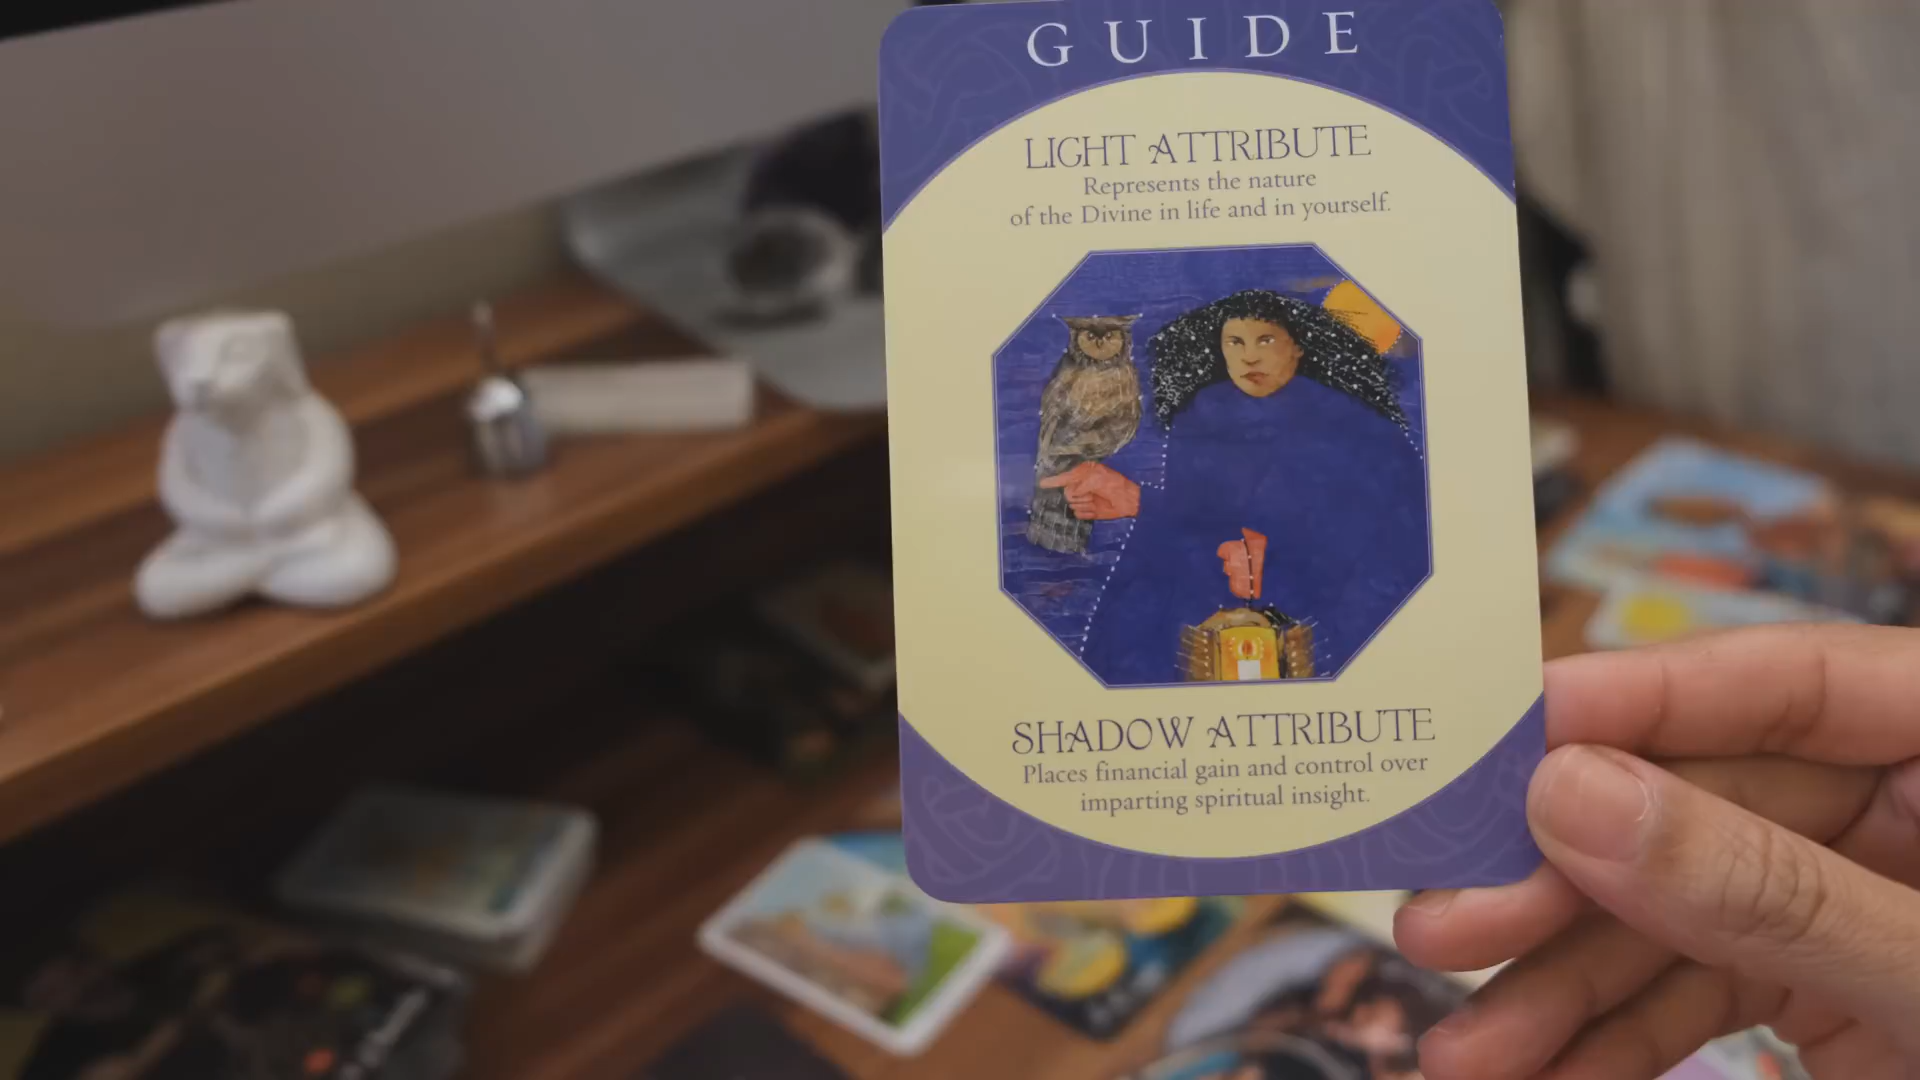 GUIDE
LIGHT ATTRIBUTE
Represents the nature
of the Divine in life and in yourself.
SHADOW ATTRIBUTE
Places financial gain and control over
imparting spiritual insight.